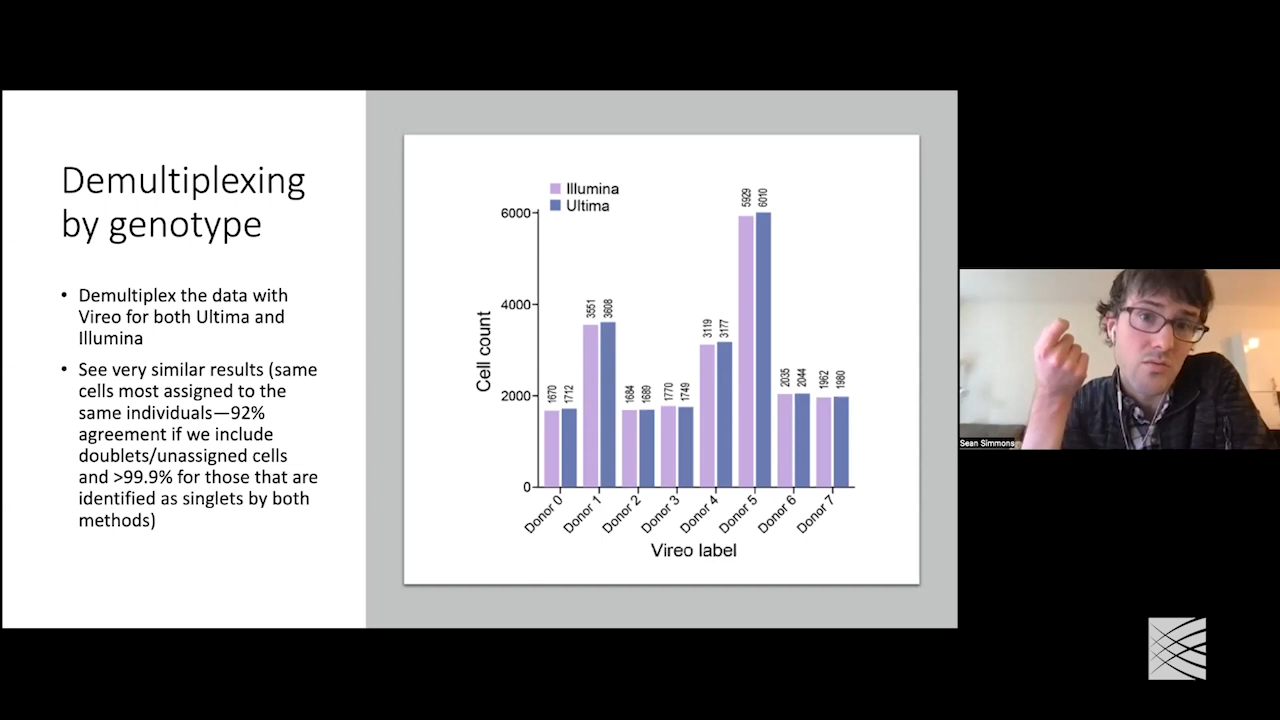 Demultiplexing
by genotype
• Demultiplex the data with
Vireo for both Ultima and
Illumina
• See very similar results (same
cells most assigned to the
same individuals—92%
agreement if we include
doublets/unassigned cells
and >99.9% for those that are
identified as singlets by both
methods)
Illumina
Ultima
Cell count
6000
4000
2000
0
1670
1712
3551
3608
1684
1689
1770
1749
3119
3177
5929
6010
2035
2044
1962
1980
Donor 0
Donor 1
Donor 2
Donor 3
Donor 4
Donor 5
Donor 6
Donor 7
Vireo label
Sean Simmons